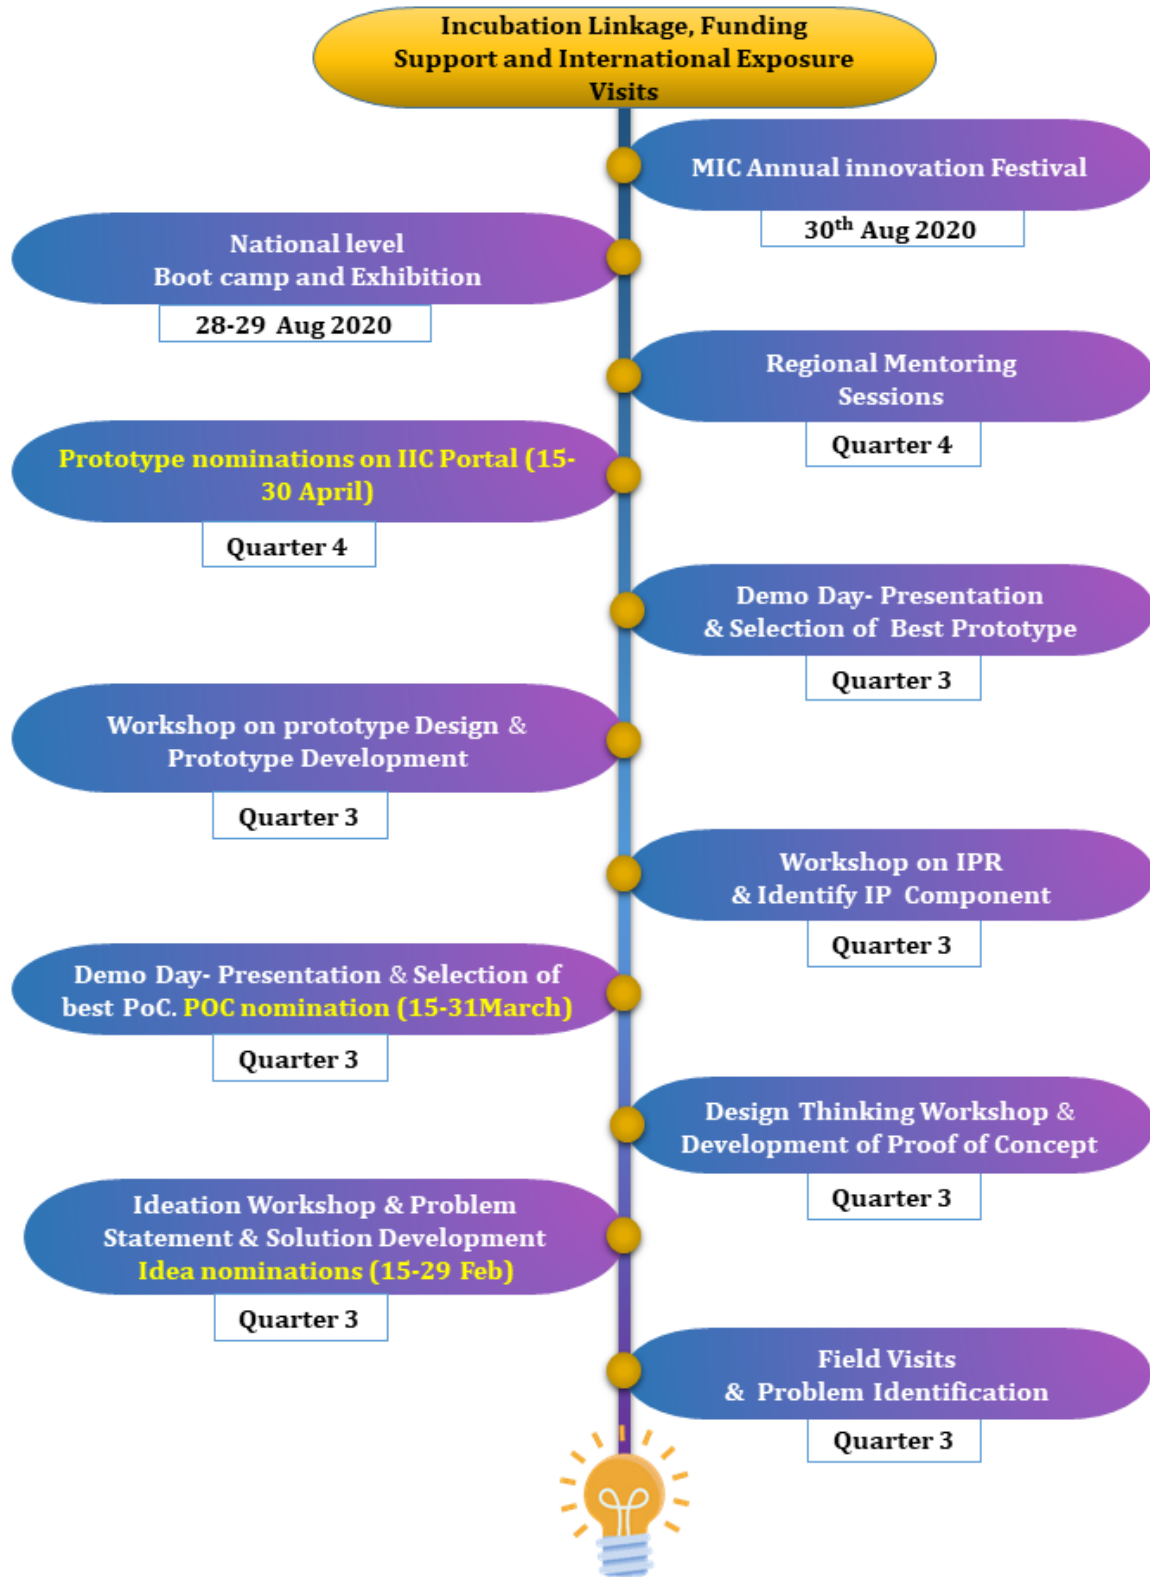 Incubation Linkage, Funding
Support and International Exposure
Visits
MIC Annual innovation Festival
30th Aug 2020
National level
Boot camp and Exhibition
28-29 Aug 2020
Regional Mentoring
Sessions
Quarter 4
Prototype nominations on IIC Portal (15-
30 April)
Quarter 4
Demo Day- Presentation
& Selection of Best Prototype
Quarter 3
Workshop on prototype Design &
Prototype Development
Quarter 3
Workshop on IPR
& Identify IP Component
Quarter 3
Demo Day- Presentation & Selection of
best PoC. POC nomination (15-31March)
Quarter 3
Design Thinking Workshop &
Development of Proof of Concept
Quarter 3
Ideation Workshop & Problem
Statement & Solution Development
Idea nominations (15-29 Feb)
Quarter 3
Field Visits
& Problem Identification
Quarter 3